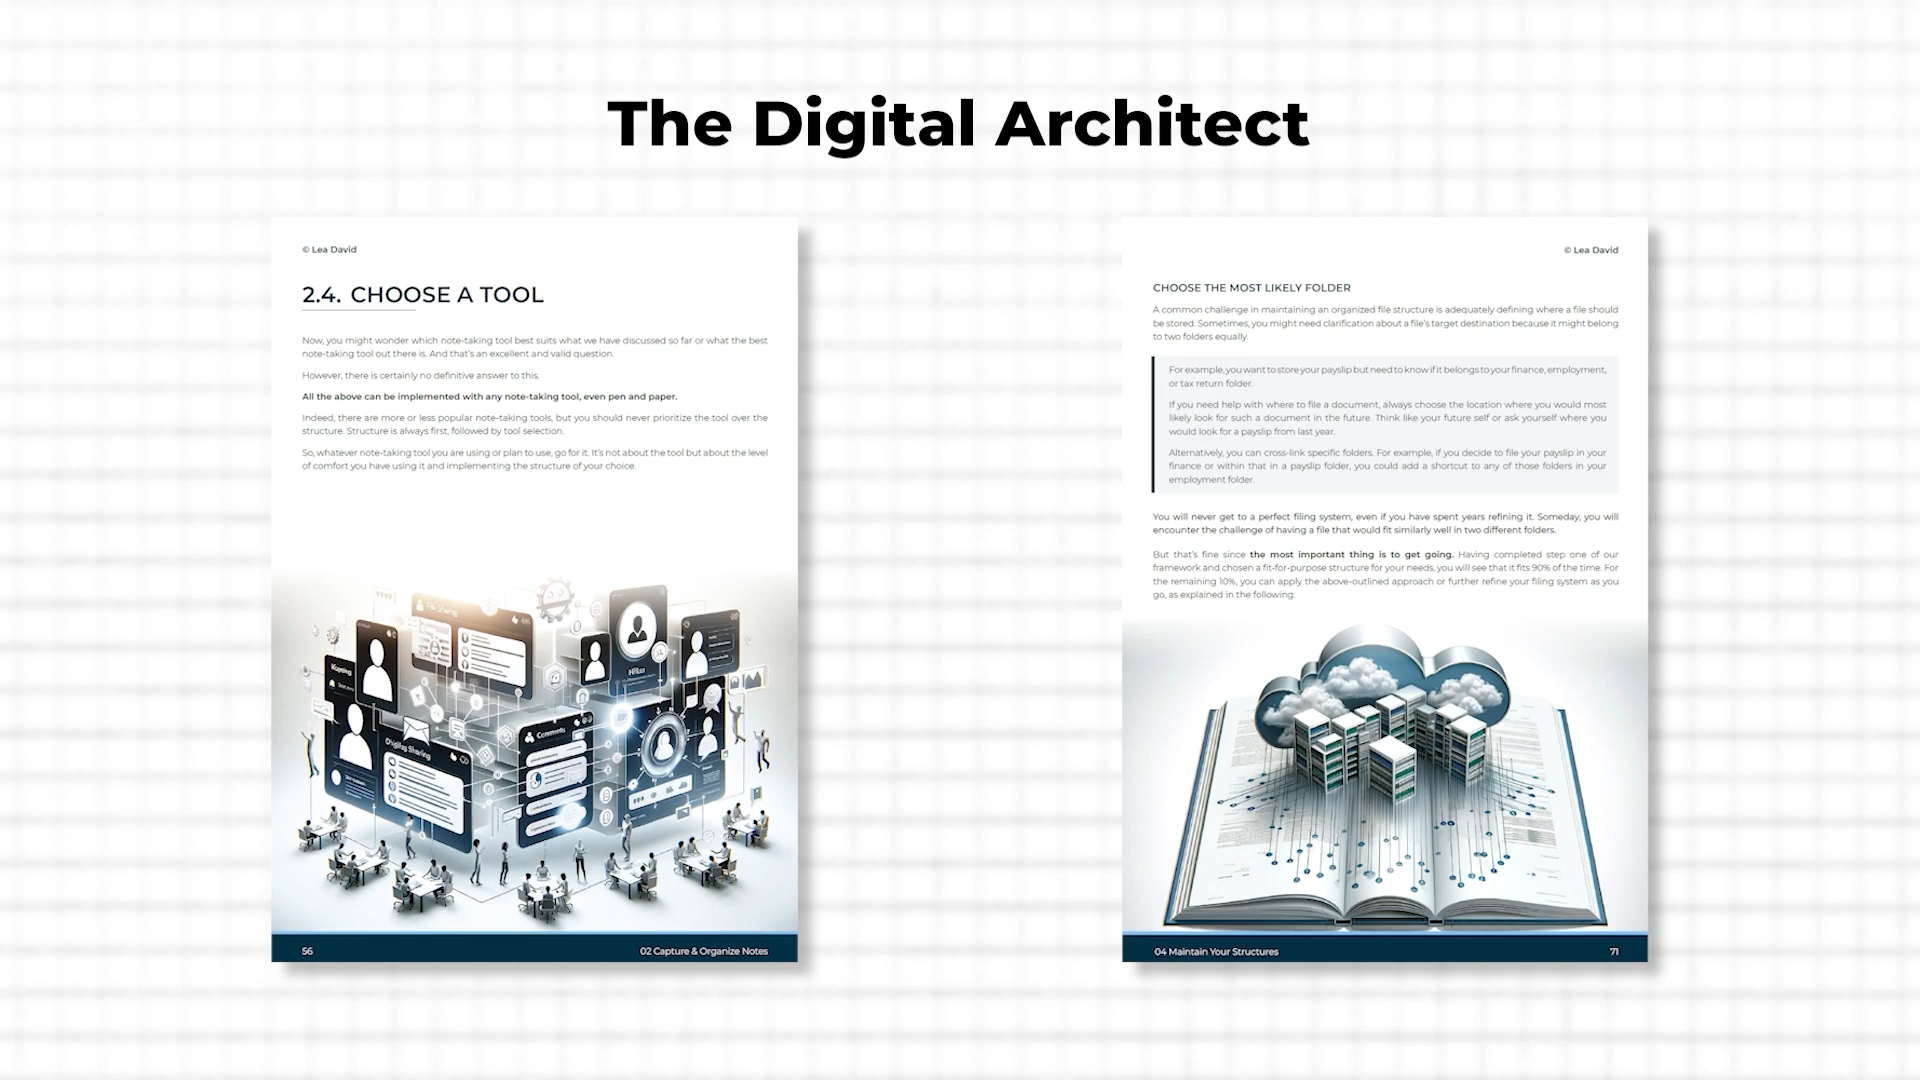 The Digital Architect
© Lea David
2.4. CHOOSE A TOOL
Now, you might wonder which note-taking tool best suits what we have discussed so far or what the best
note-taking tool out there is. And that's an excellent and valid question.
However, there is certainly no definitive answer to this.
All the above can be implemented with any note-taking tool, even pen and paper.
Indeed, there are more or less popular note-taking tools, but you should never prioritize the tool over the
structure. Structure is always first, followed by tool selection.
So, whatever note-taking tool you are using or plan to use, go for it. It's not about the tool but about the level
of comfort you have using it and implementing the structure of your choice.
File Sharing
Comments
56
02 Capture & Organize Notes
© Lea David
CHOOSE THE MOST LIKELY FOLDER
A common challenge in maintaining an organized file structure is adequately defining where a file should
be stored. Sometimes, you might need clarification about a file's target destination because it might belong
to two folders equally.
For example, you want to store your payslip but need to know if it belongs to your finance, employment,
or tax return folder.
If you need help with where to file a document, always choose the location where you would most
likely look for such a document in the future. Think like your future self or ask yourself where you
would look for a payslip from last year.
Alternatively, you can cross-link specific folders. For example, if you decide to file your payslip in your
finance or within that in a payslip folder, you could add a shortcut to any of those folders in your
employment folder.
You will never get to a perfect filing system, even if you have spent years refining it. Someday, you will
encounter the challenge of having a file that would fit similarly well in two different folders.
But that's fine since the most important thing is to get going. Having completed step one of our
framework and chosen a fit-for-purpose structure for your needs, you will see that it fits 90% of the time. For
the remaining 10%, you can apply the above-outlined approach or further refine your filing system as you
go, as explained in the following.
04 Maintain Your Structures
71